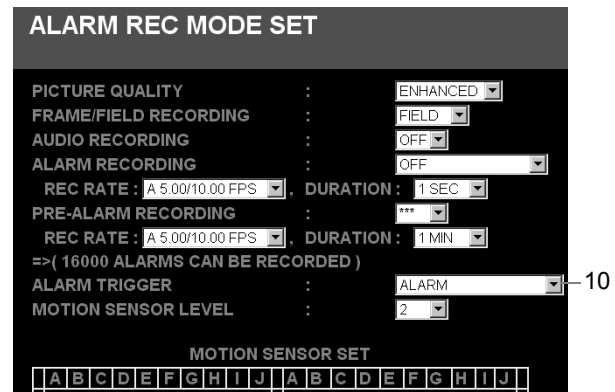 ALARM REC MODE SET
PICTURE QUALITY : ENHANCED
FRAME/FIELD RECORDING : FIELD
AUDIO RECORDING : OFF
ALARM RECORDING : OFF
REC RATE : A 5.00/10.00 FPS , DURATION : 1 SEC
PRE-ALARM RECORDING : ***
REC RATE : A 5.00/10.00 FPS , DURATION : 1 MIN
=>( 16000 ALARMS CAN BE RECORDED )
ALARM TRIGGER : ALARM 10
MOTION SENSOR LEVEL : 2
MOTION SENSOR SET
A B C D E F G H I J A B C D E F G H I J